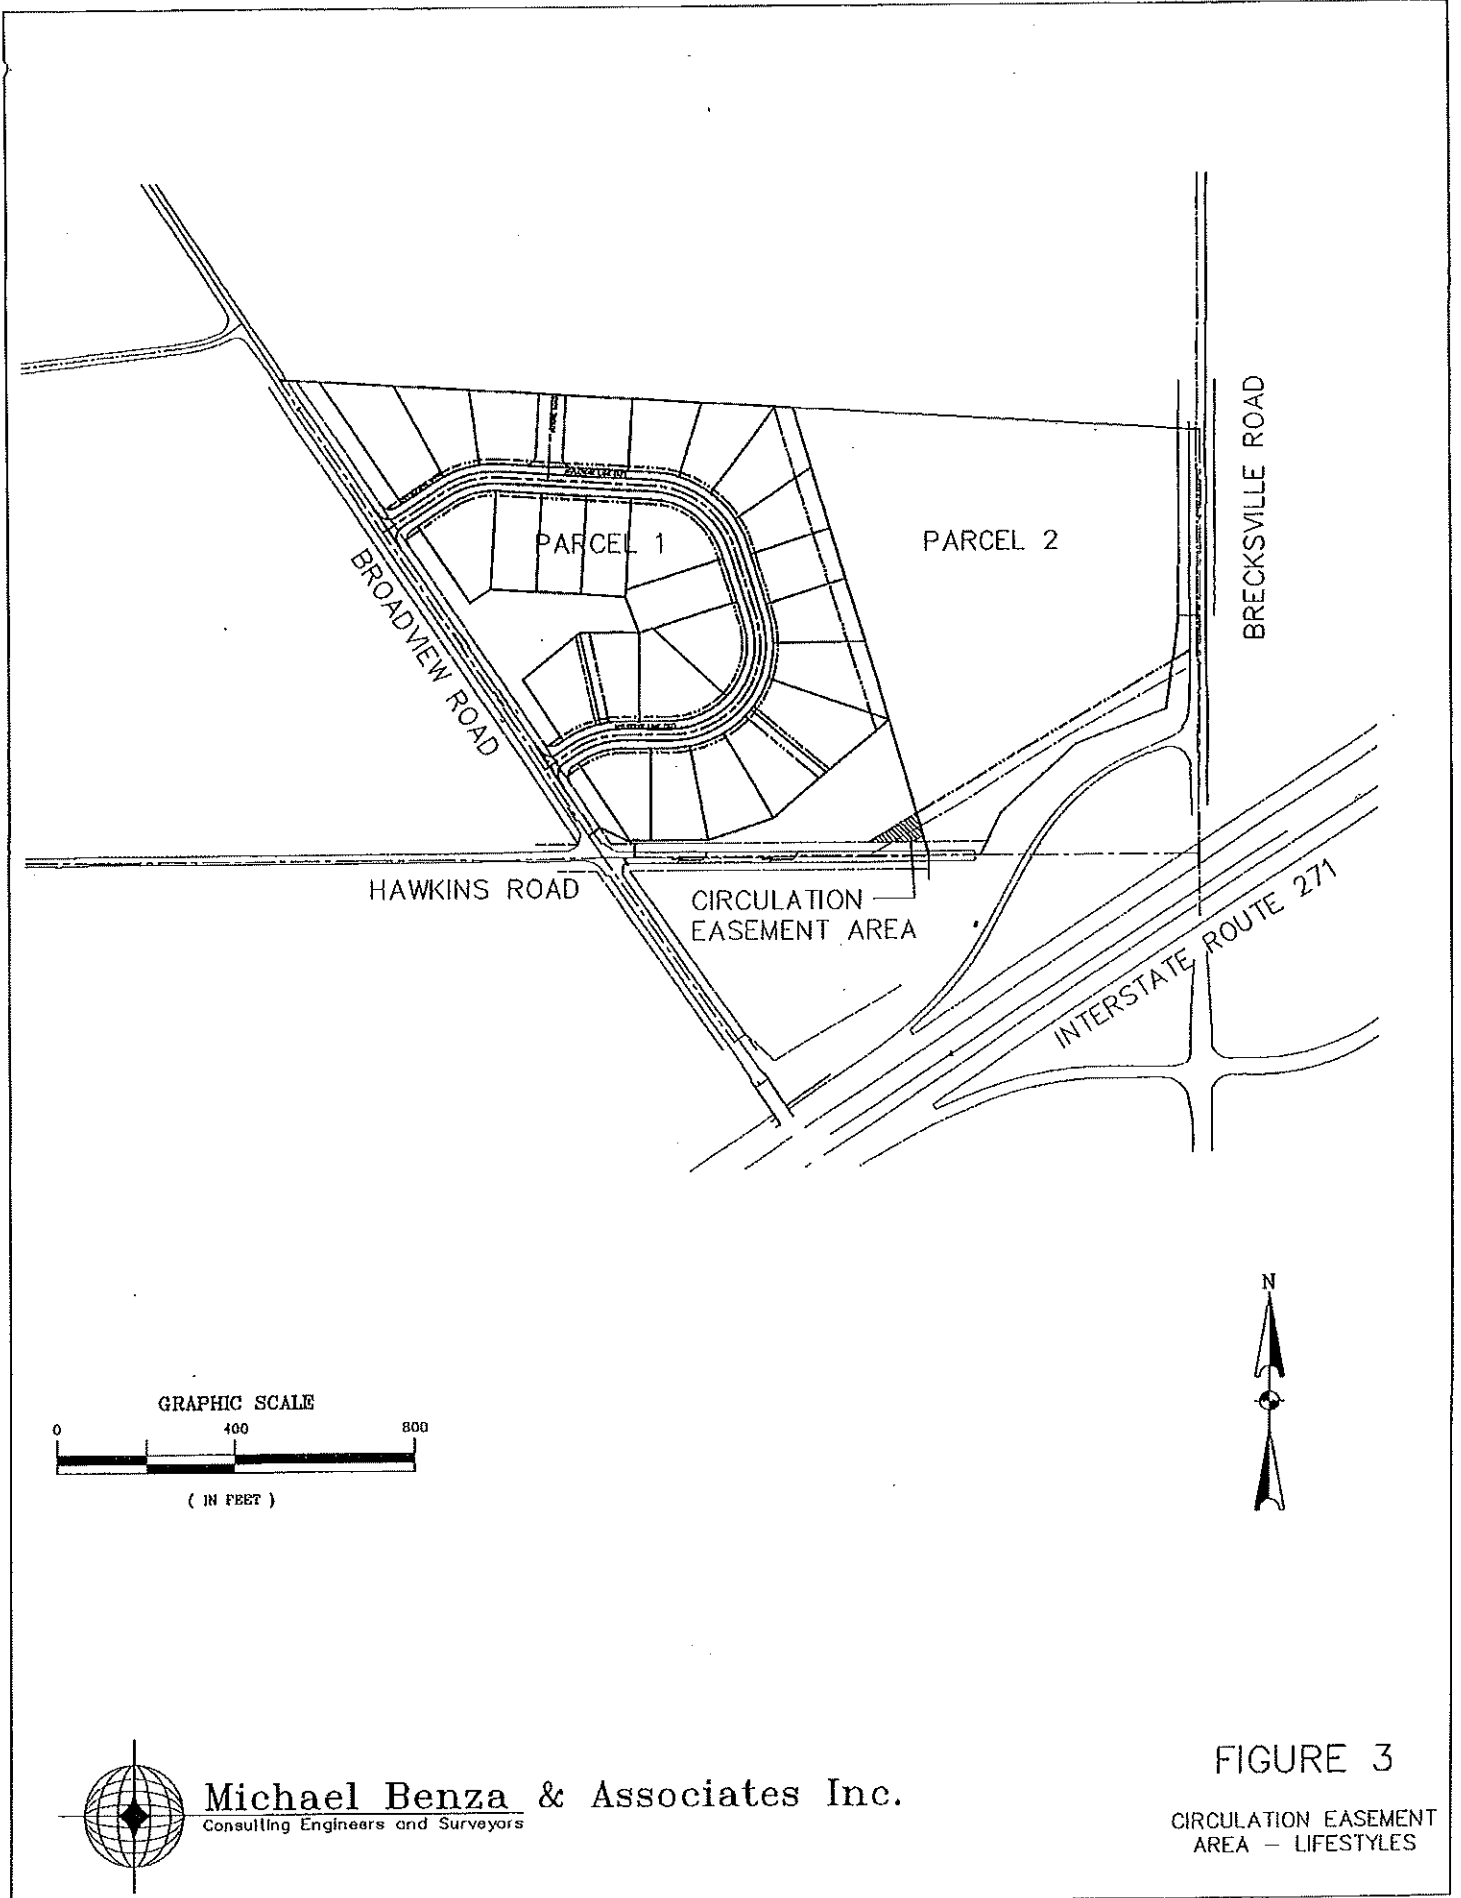 BRECKSVILLE ROAD
PARCEL 1
PARCEL 2
BROADVIEW ROAD
HAWKINS ROAD
CIRCULATION
EASEMENT AREA
INTERSTATE ROUTE 271
N
GRAPHIC SCALE
0 400 800
( IN FEET )
Michael Benza & Associates Inc.
Consulting Engineers and Surveyors
FIGURE 3
CIRCULATION EASEMENT
AREA – LIFESTYLES